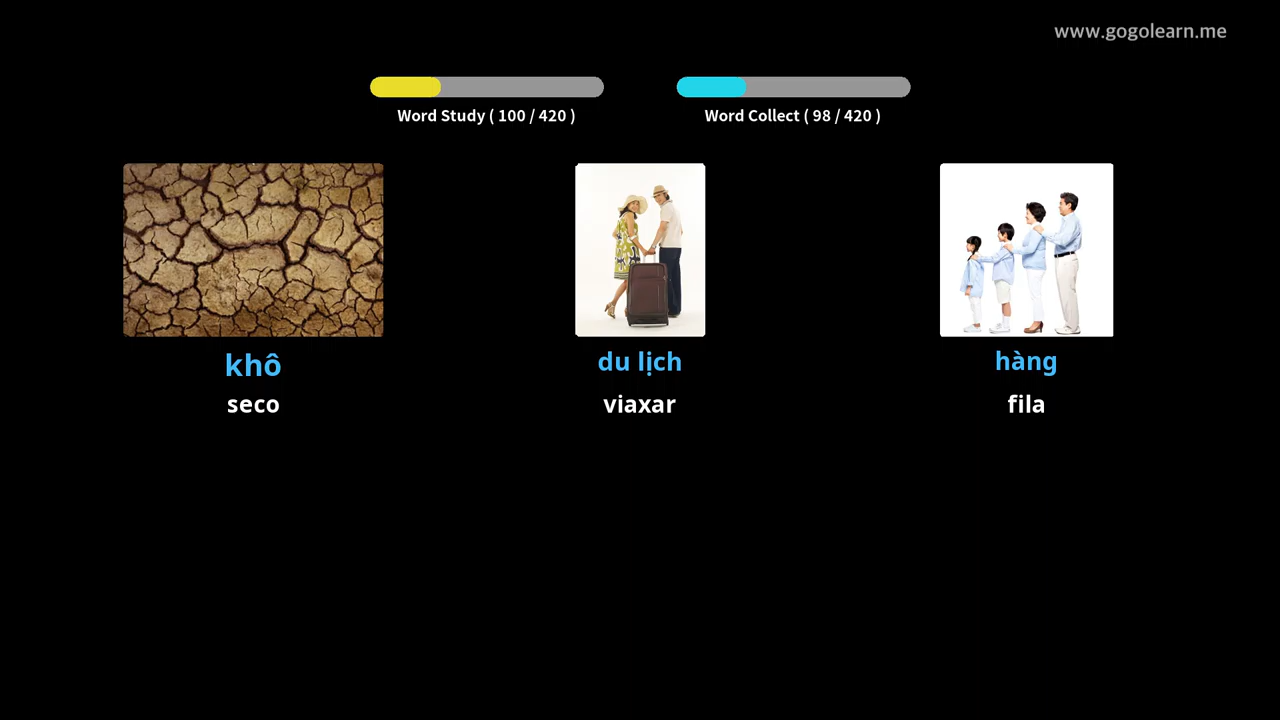 www.gogolearn.me
Word Study ( 100 / 420 )
Word Collect ( 98 / 420 )
khô
du lịch
hàng
seco
viaxar
fila